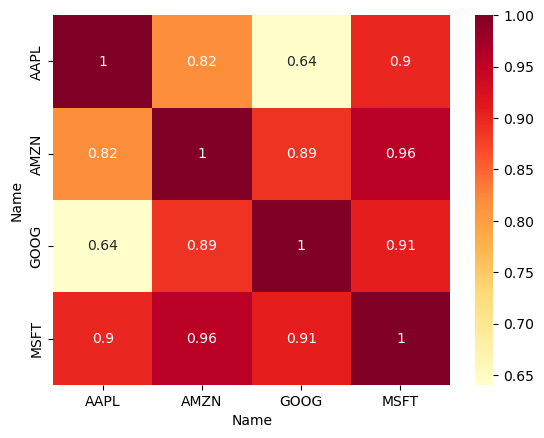 AAPL 1 0.82 0.64 0.9
AMZN 0.82 1 0.89 0.96
GOOG 0.64 0.89 1 0.91
MSFT 0.9 0.96 0.91 1
Name
AAPL AMZN GOOG MSFT
Name
1.00
0.95
0.90
0.85
0.80
0.75
0.70
0.65